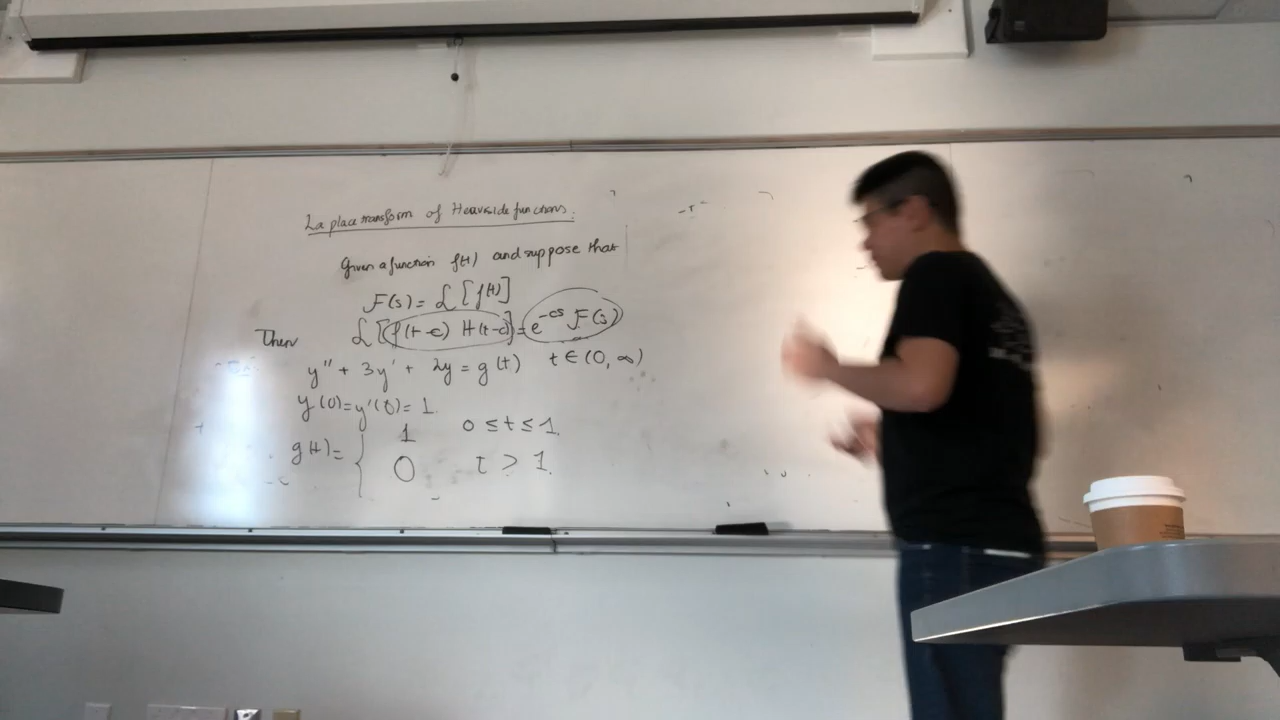 Laplace transform of Heaviside functions.
Given a function f(t) and suppose that
F(s) = L[f(t)]
Then L[f(t-c) H(t-c)] = e^{-cs} F(s)
y'' + 3y' + 2y = g(t) t ∈ (0, ∞)
y(0) = y'(0) = 1.
g(t) = { 1 0 ≤ t ≤ 1.
0 t > 1.